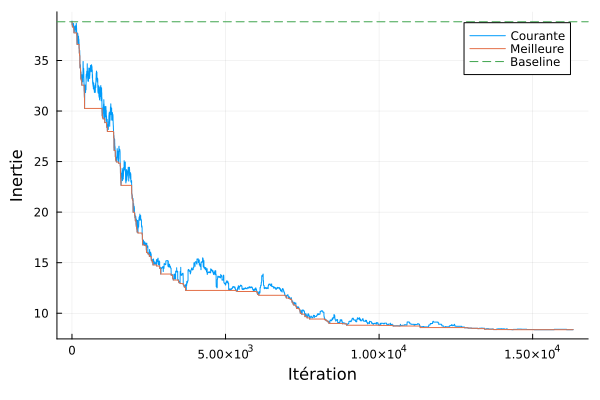 Courante
Meilleure
Baseline
Inertie
35
30
25
20
15
10
0
5.00×10³
1.00×10⁴
1.50×10⁴
Itération